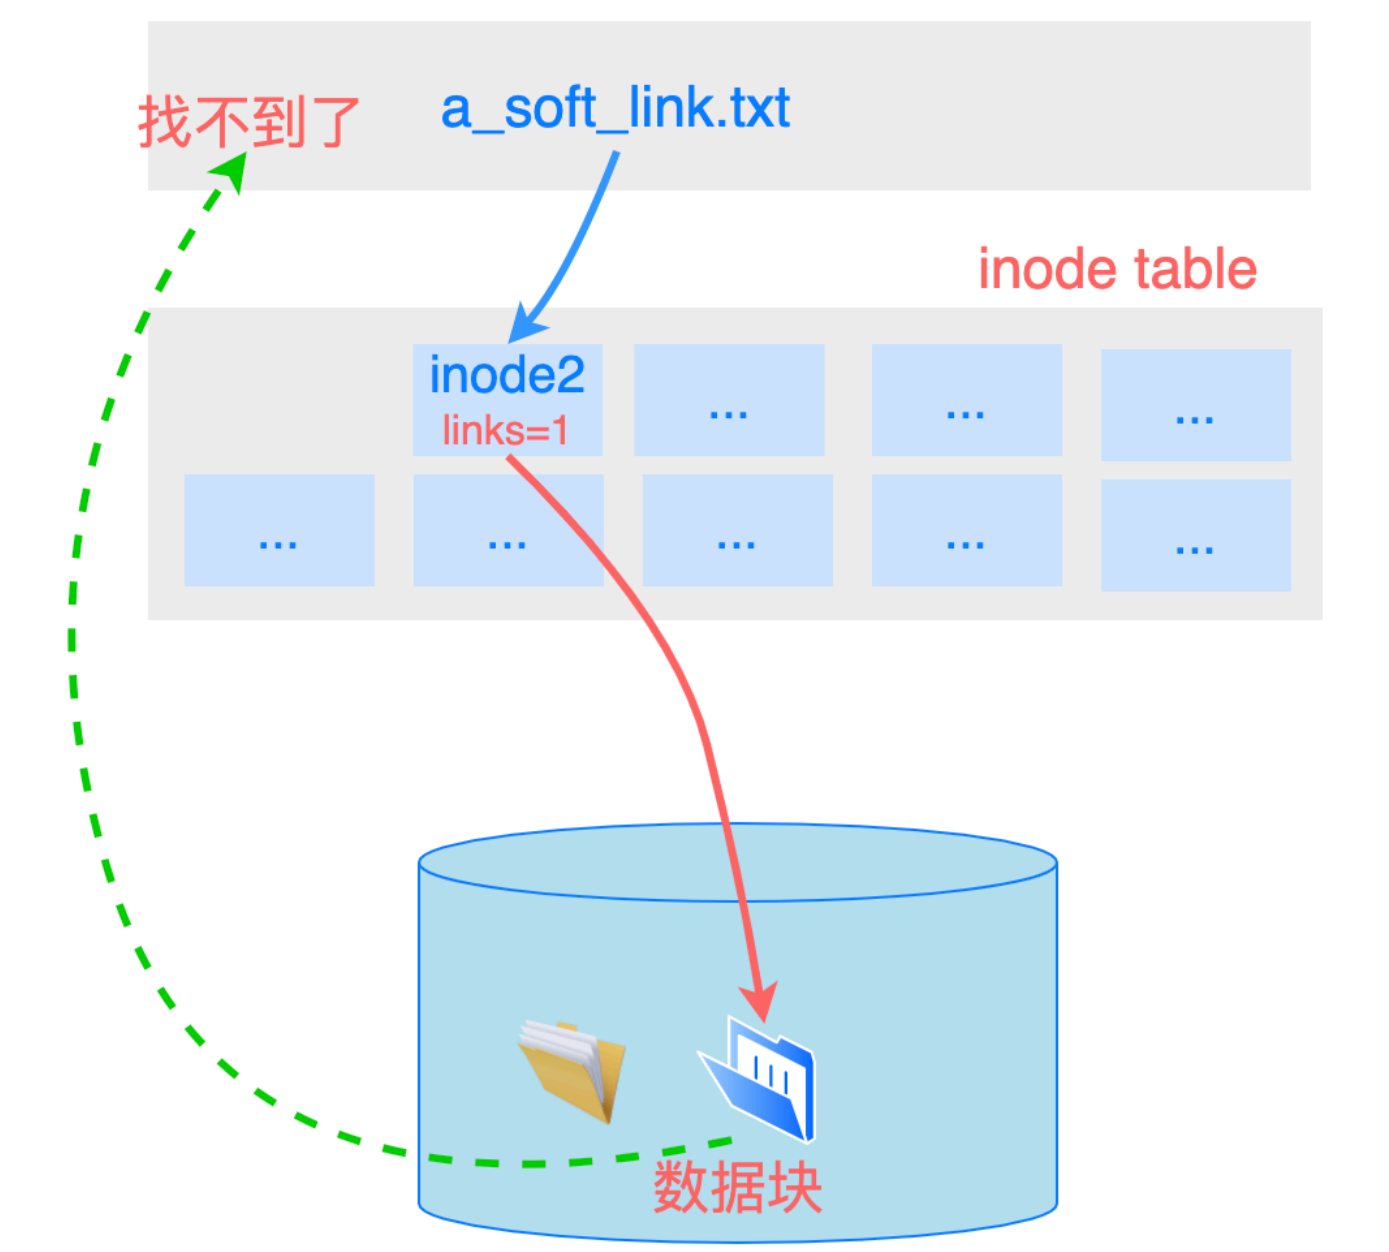 找不到了 a_soft_link.txt
inode table
inode2 ... ... ...
links=1
... ... ... ... ...
数据块